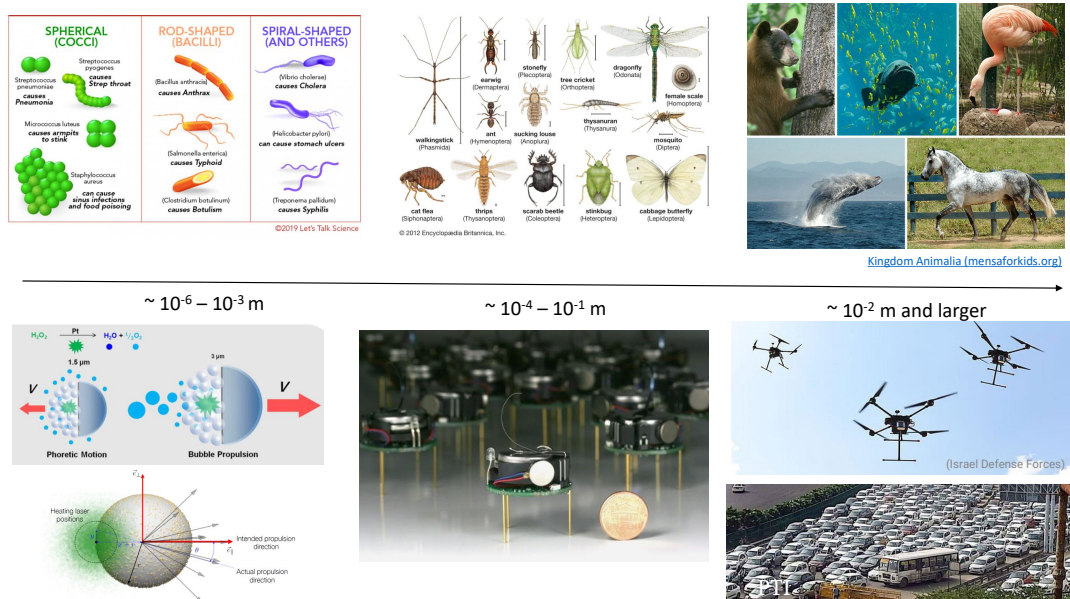 SPHERICAL
(COCCI)
Streptococcus
pneumoniae
causes
Pneumonia
Streptococcus
pyogenes
causes
Strep throat
Micrococcus luteus
causes armpits
to stink
Staphylococcus
aureus
can cause
sinus infections
and food poisoning
ROD-SHAPED
(BACILLI)
(Bacillus anthracis)
causes Anthrax
(Salmonella enterica)
causes Typhoid
(Clostridium botulinum)
causes Botulism
SPIRAL-SHAPED
(AND OTHERS)
(Vibrio cholerae)
causes Cholera
(Helicobacter pylori)
can cause stomach ulcers
(Treponema pallidum)
causes Syphilis
©2019 Let's Talk Science
walkingstick
(Phasmida)
earwig
(Dermaptera)
stonefly
(Plecoptera)
tree cricket
(Orthoptera)
dragonfly
(Odonata)
female scale
(Homoptera)
ant
(Hymenoptera)
sucking louse
(Anoplura)
thysanuran
(Thysanura)
mosquito
(Diptera)
cat flea
(Siphonaptera)
thrips
(Thysanoptera)
scarab beetle
(Coleoptera)
stinkbug
(Heteroptera)
cabbage butterfly
(Lepidoptera)
© 2012 Encyclopædia Britannica, Inc.
Kingdom Animalia (mensaforkids.org)
~ 10⁻⁶ – 10⁻³ m
~ 10⁻⁴ – 10⁻¹ m
~ 10⁻² m and larger
H₂O₂ Pt H₂O + ½O₂
1.5 μm
3 μm
V
V
Phoretic Motion
Bubble Propulsion
Heating laser
positions
Intended propulsion
direction
Actual propulsion
direction
θ
(Israel Defense Forces)
PTI